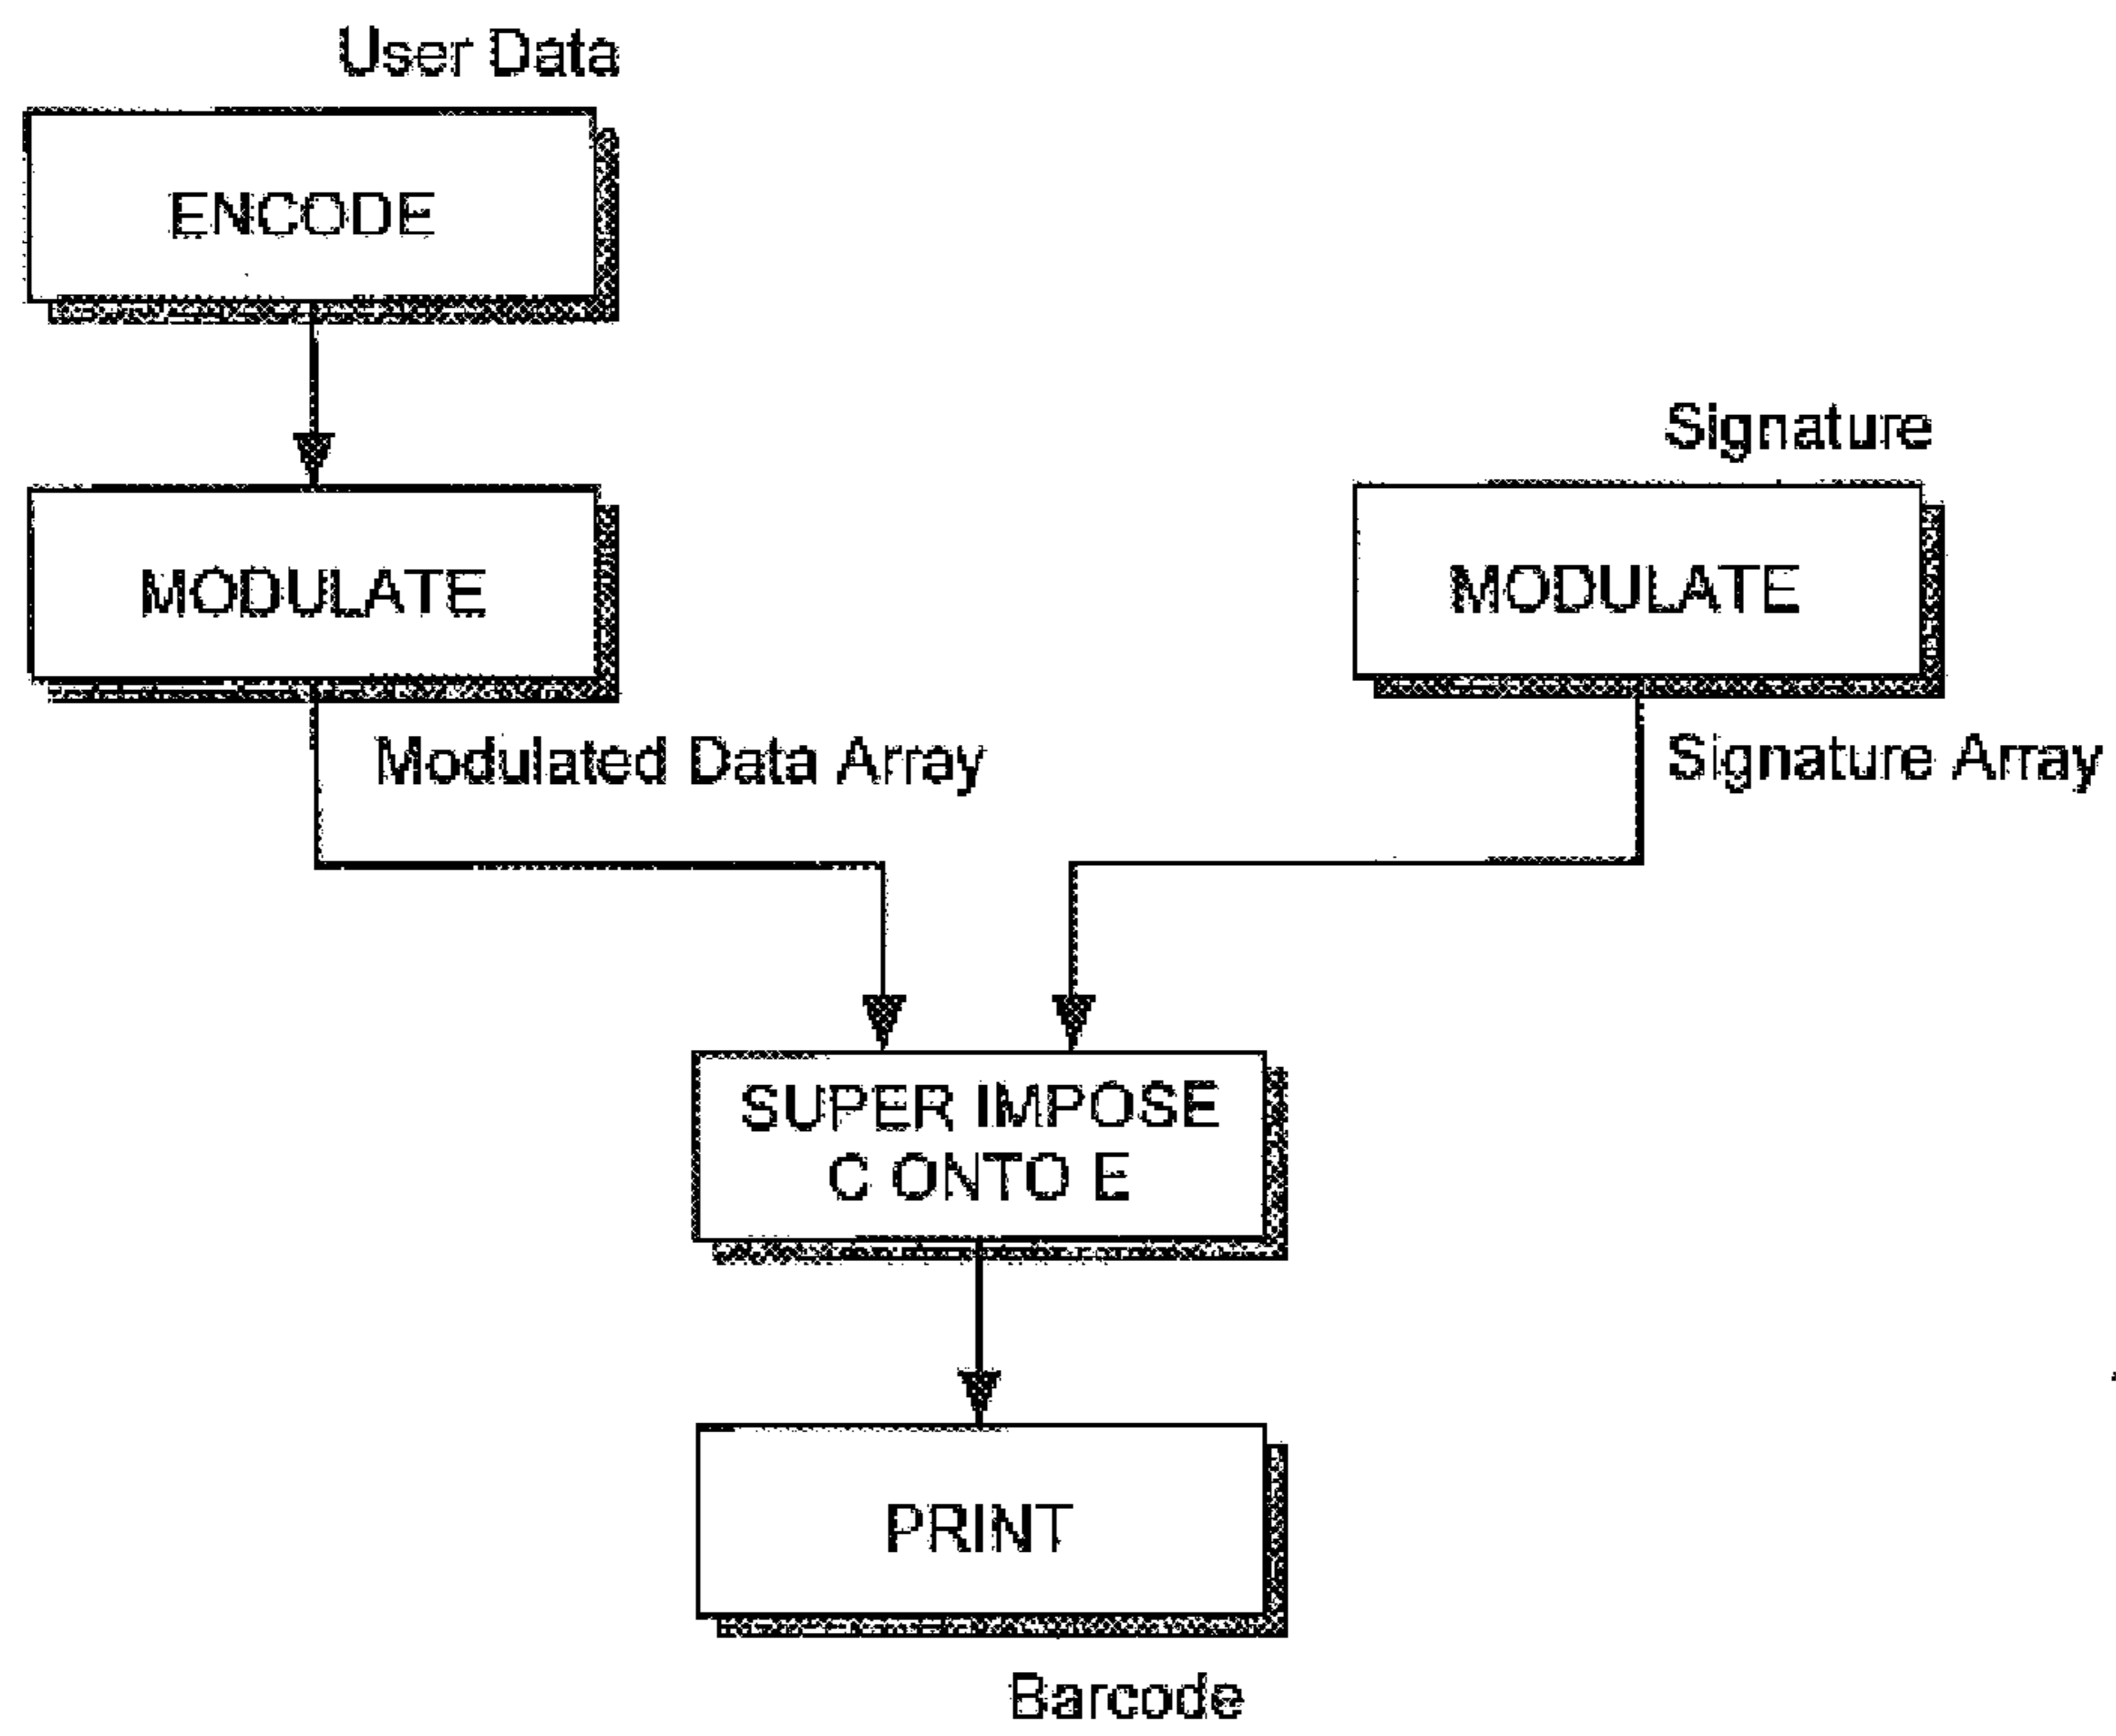 User Data
ENCODE
MODULATE
Signature
MODULATE
Modulated Data Array
Signature Array
SUPER IMPOSE
C ONTO E
PRINT
Barcode